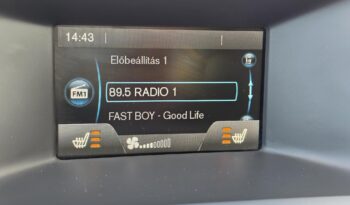 14:43
Előbeállítás 1
FM1
89.5 RADIO 1
FAST BOY - Good Life